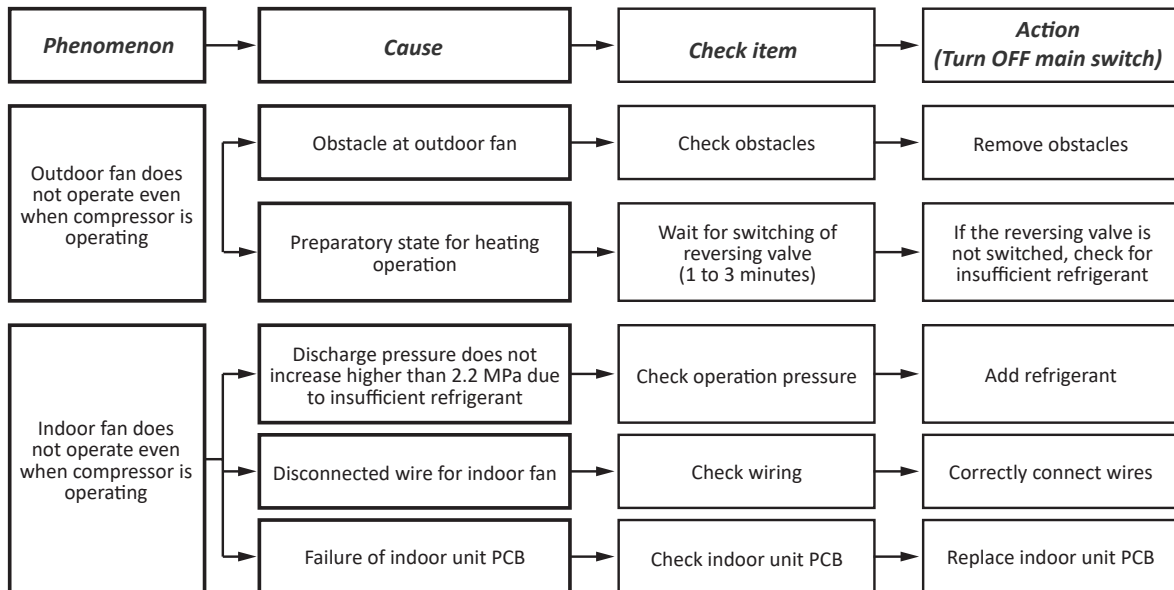 Phenomenon
Cause
Check item
Action
(Turn OFF main switch)
Outdoor fan does
not operate even
when compressor is
operating
Obstacle at outdoor fan
Check obstacles
Remove obstacles
Preparatory state for heating
operation
Wait for switching of
reversing valve
(1 to 3 minutes)
If the reversing valve is
not switched, check for
insufficient refrigerant
Indoor fan does
not operate even
when compressor is
operating
Discharge pressure does not
increase higher than 2.2 MPa due
to insufficient refrigerant
Check operation pressure
Add refrigerant
Disconnected wire for indoor fan
Check wiring
Correctly connect wires
Failure of indoor unit PCB
Check indoor unit PCB
Replace indoor unit PCB